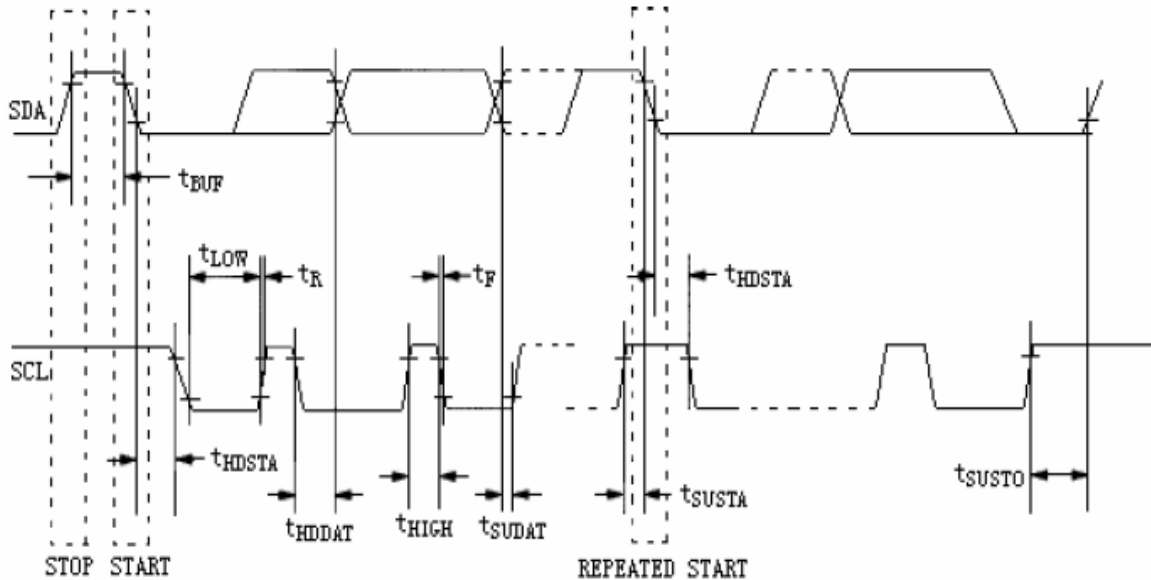 SDA
tBUF
tLOW
tR
tF
tHDSTA
SCL
tHDSTA
tHDDAT
tHIGH
tSUDAT
tSUSTA
tSUSTO
STOP START
REPEATED START